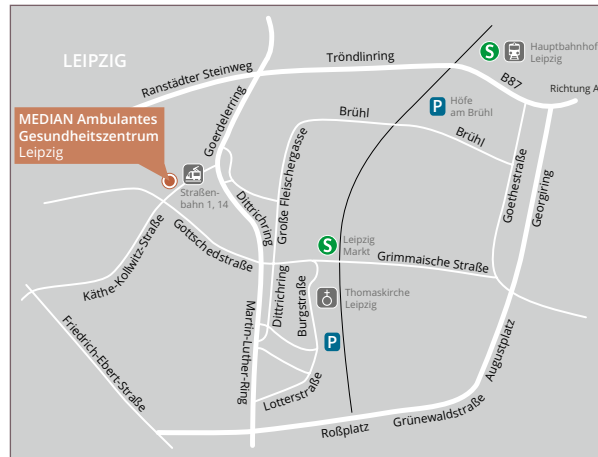 LEIPZIG
Ranstädter Steinweg
Tröndlinring
S
Hauptbahnhof
Leipzig
B87
Richtung A
MEDIAN Ambulantes
Gesundheitszentrum
Leipzig
Goerdelerring
P
Höfe
am Brühl
Brühl
Brühl
Große Fleischergasse
Goethestraße
Georgiring
Straßen-
bahn 1, 14
Dittrichring
Gottschedstraße
Käthe-Kollwitz-Straße
S
Leipzig
Markt
Grimmaische Straße
Dittrichring
Burgstraße
Thomaskirche
Leipzig
Martin-Luther-Ring
Friedrich-Ebert-Straße
P
Augustplatz
Lotterstraße
Roßplatz
Grünewaldstraße